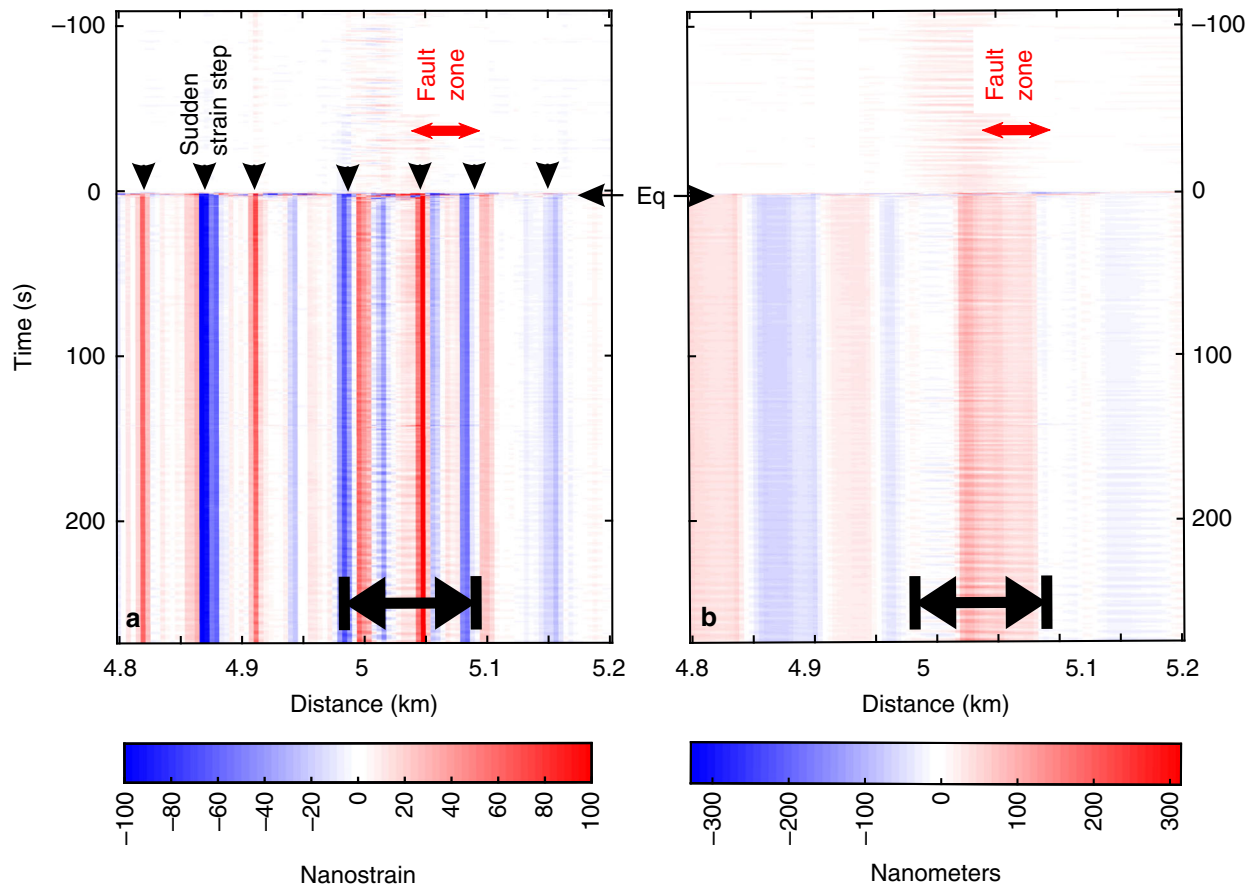 −100
0
100
200
Time (s)
Sudden
strain step
Fault
zone
a
4.8
4.9
5
5.1
5.2
Distance (km)
−100
−80
−60
−40
−20
0
20
40
60
80
100
Nanostrain
Eq
Fault
zone
−100
0
100
200
b
4.8
4.9
5
5.1
5.2
Distance (km)
−300
−200
−100
0
100
200
300
Nanometers